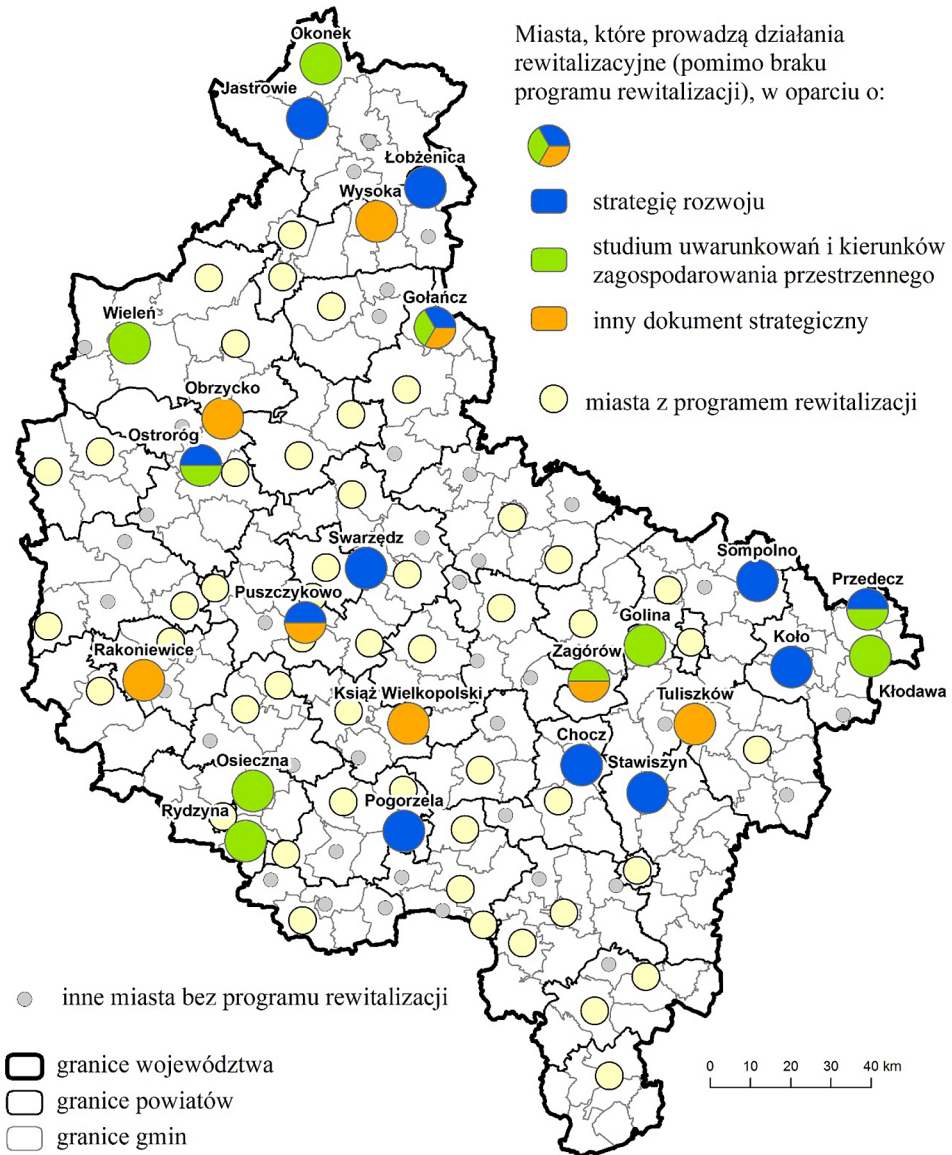 Miasta, które prowadzą działania
rewitalizacyjne (pomimo braku
programu rewitalizacji), w oparciu o:
strategię rozwoju
studium uwarunkowań i kierunków
zagospodarowania przestrzennego
inny dokument strategiczny
miasta z programem rewitalizacji
Okonek
Jastrowie
Łobżenica
Wysoka
Gołańcz
Wieleń
Obrzycko
Ostroróg
Swarzędz
Sompolno
Przedecz
Puszczykowo
Golina
Koło
Zagórów
Rakoniewice
Kłodawa
Książ Wielkopolski
Tuliszków
Chocz
Stawiszyn
Osieczna
Rydzyna
Pogorzela
inne miasta bez programu rewitalizacji
granice województwa
granice powiatów
granice gmin
0 10 20 30 40 km